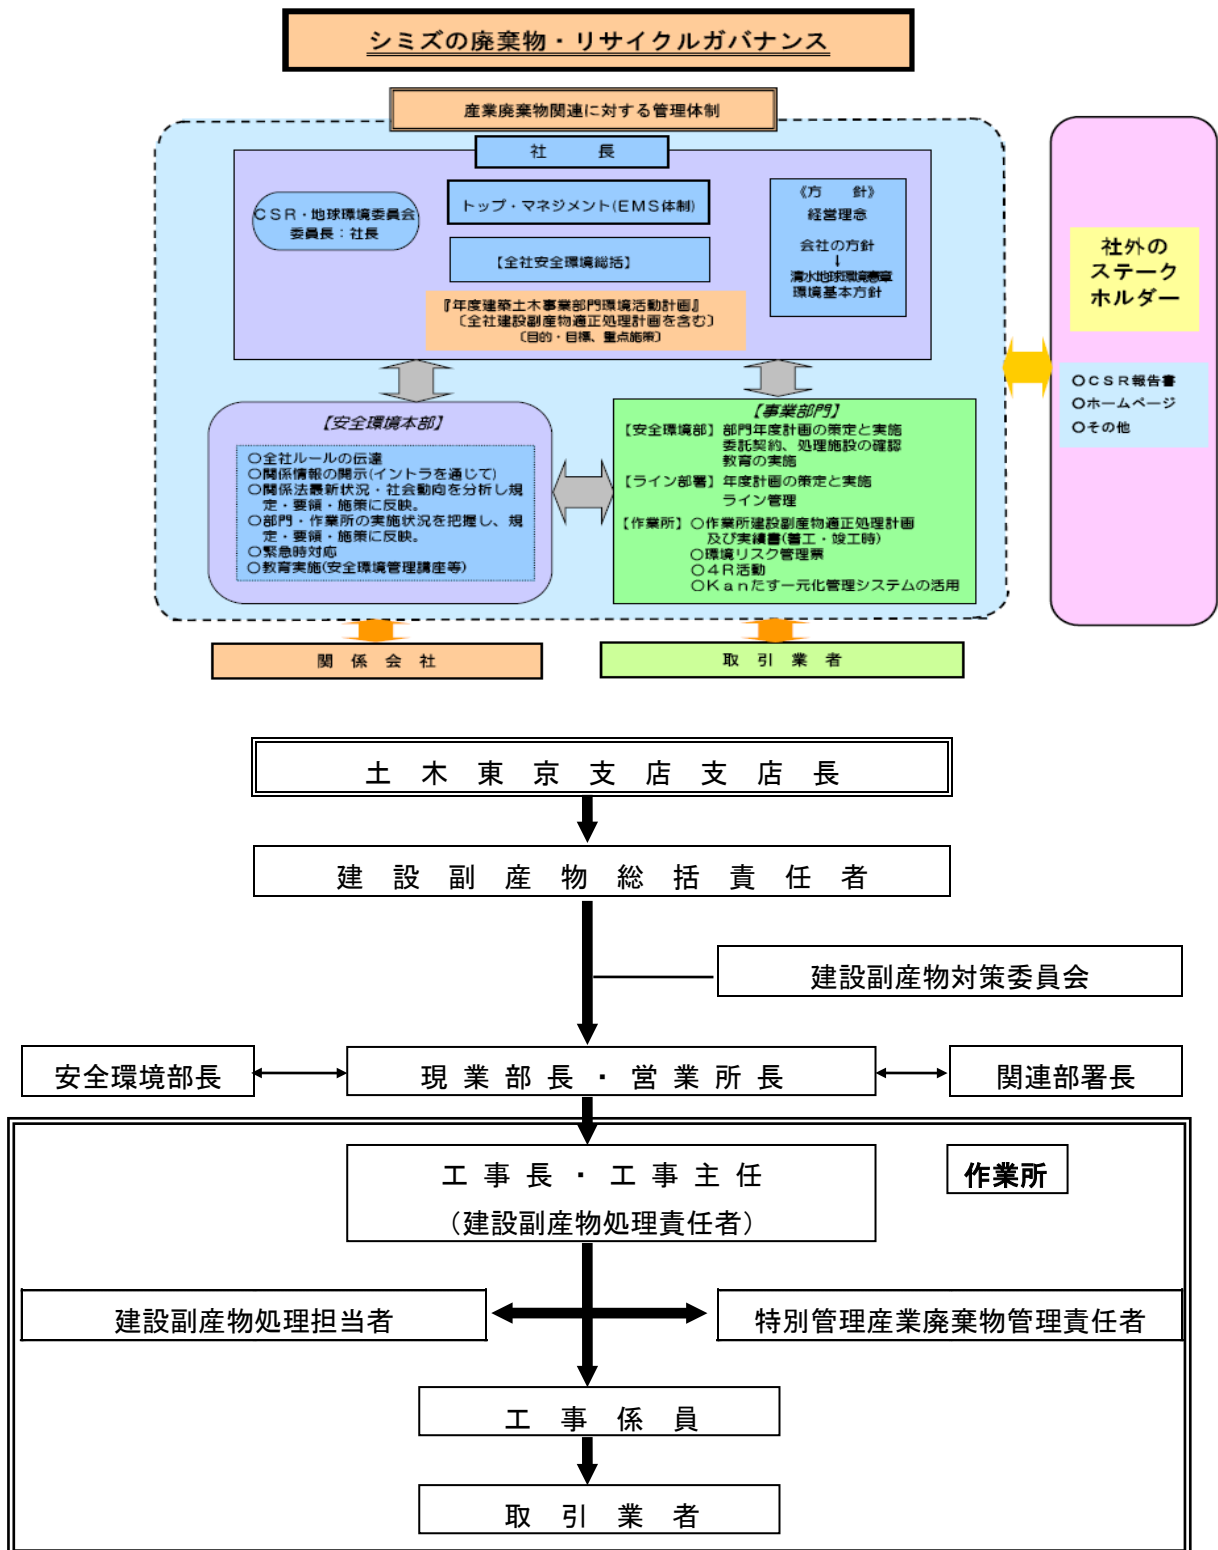 シミズの廃棄物・リサイクルガバナンス
産業廃棄物関連に対する管理体制
社　長
CSR・地球環境委員会
委員長：社長
トップ・マネジメント(EMS体制)
【全社安全環境総括】
『年度建築土木事業部門環境活動計画』
〔全社建設副産物適正処理計画を含む〕
〔目的・目標、重点施策〕
《方　針》
経営理念
会社の方針
↓
清水地球環境憲章
環境基本方針
社外の
ステーク
ホルダー
○CSR報告書
○ホームページ
○その他
【安全環境本部】
○全社ルールの伝達
○関係情報の開示(イントラを通じて)
○関係法最新状況・社会動向を分析し規
定・要領・施策に反映。
○部門・作業所の実施状況を把握し、規
定・要領・施策に反映。
○緊急時対応
○教育実施(安全環境管理講座等)
【事業部門】
【安全環境部】部門年度計画の策定と実施
委託契約、処理施設の確認
教育の実施
【ライン部署】年度計画の策定と実施
ライン管理
【作業所】○作業所建設副産物適正処理計画
及び実績書(着工・竣工時)
○環境リスク管理票
○4R活動
○Kanたす一元化管理システムの活用
関係会社
取引業者
土木東京支店支店長
建設副産物総括責任者
建設副産物対策委員会
安全環境部長
現業部長・営業所長
関連部署長
工事長・工事主任
（建設副産物処理責任者）
作業所
建設副産物処理担当者
特別管理産業廃棄物管理責任者
工事係員
取引業者